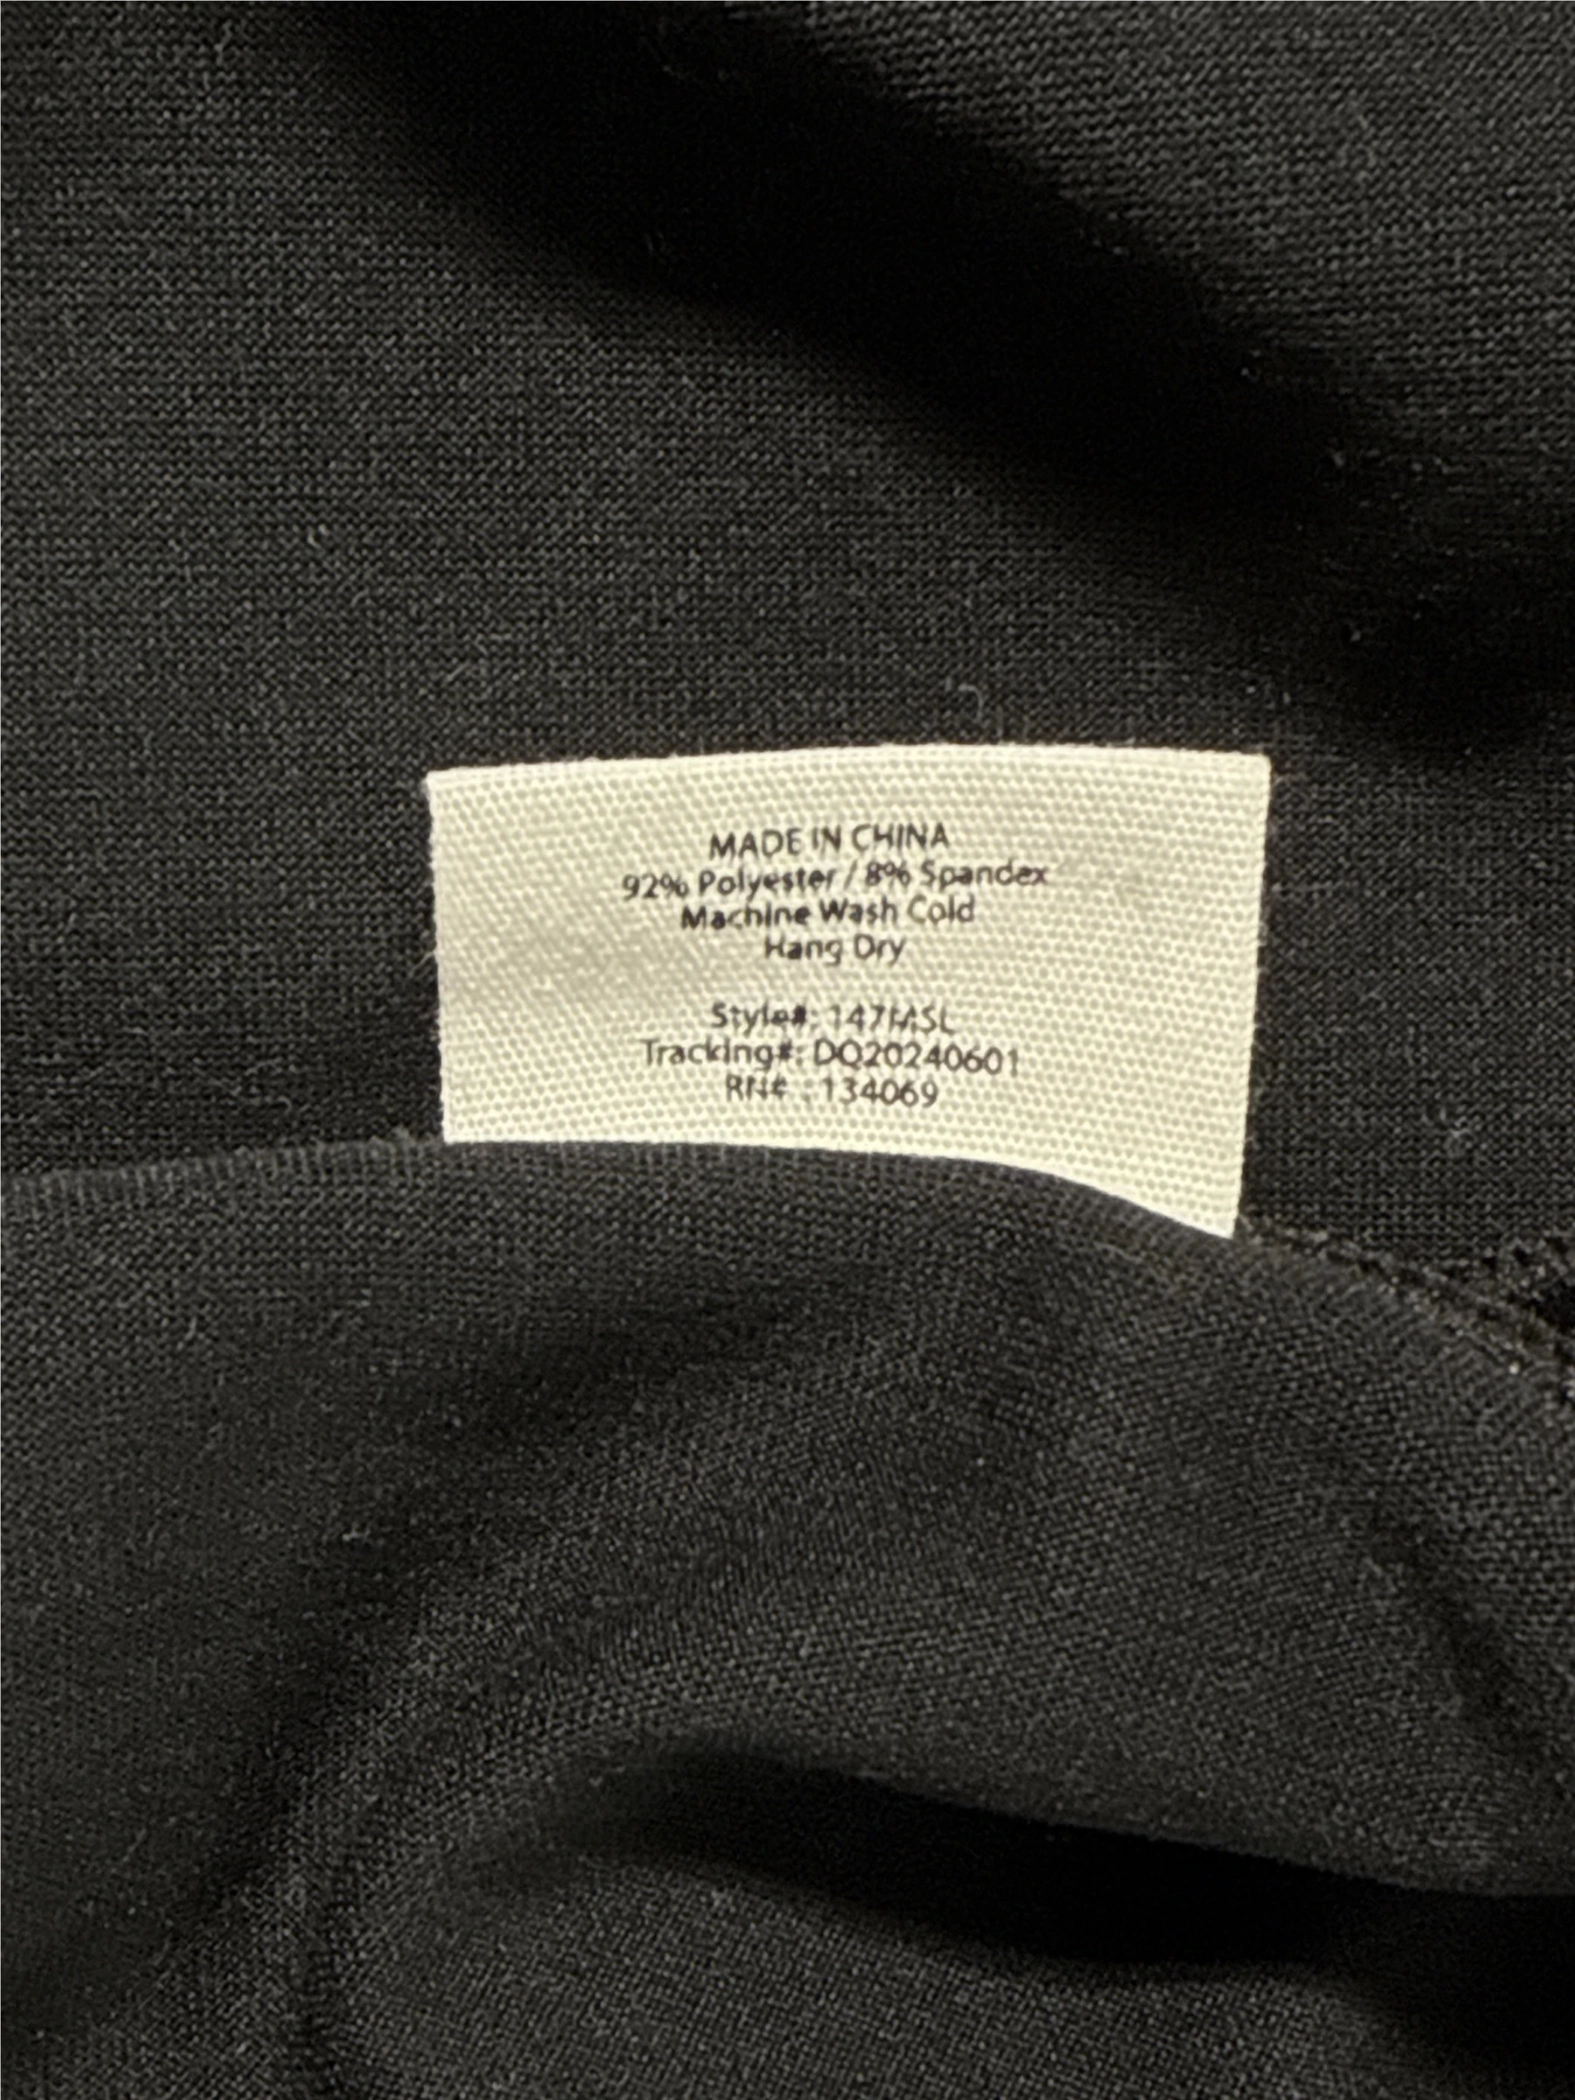 MADE IN CHINA
92% Polyester / 8% Spandex
Machine Wash Cold
Hang Dry
Style#: 147MSL
Tracking#: DQ20240601
RN# : 134069